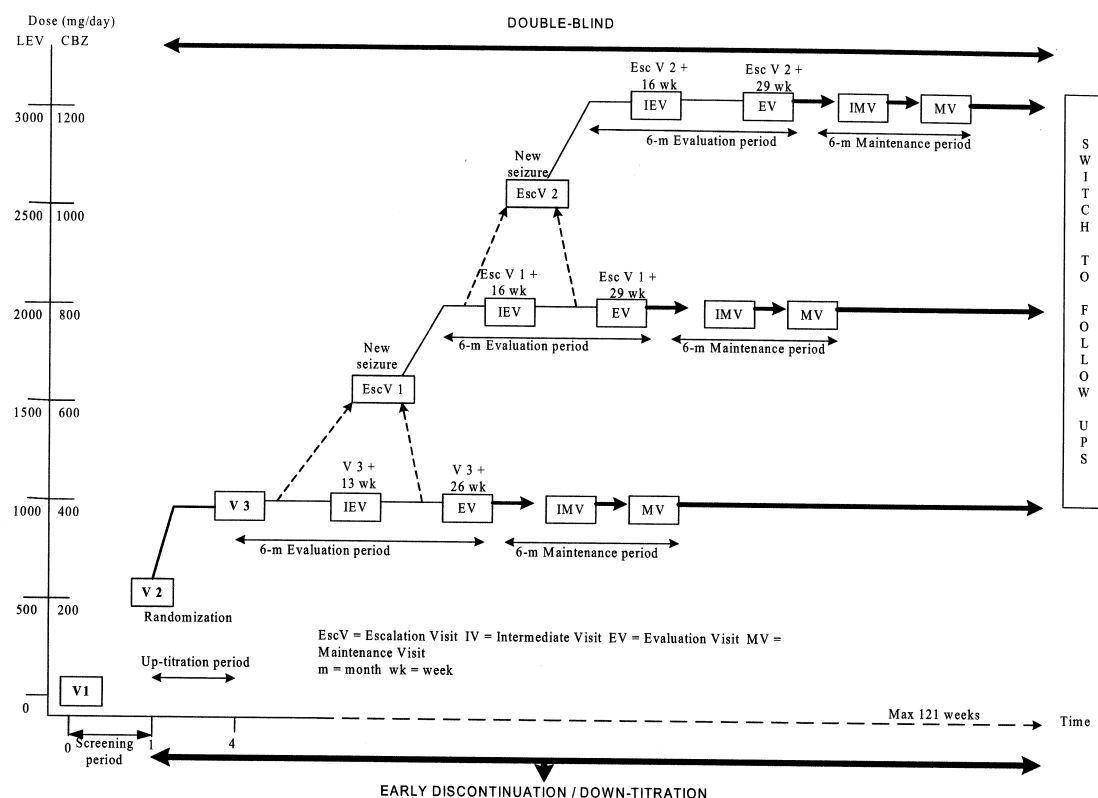 Dose (mg/day)
LEV CBZ
DOUBLE-BLIND
Esc V 2 +
16 wk
Esc V 2 +
29 wk
IEV
EV
IMV
MV
3000 1200
6-m Evaluation period
6-m Maintenance period
New
seizure
EscV 2
2500 1000
Esc V 1 +
16 wk
Esc V 1 +
29 wk
IEV
EV
IMV
MV
2000 800
6-m Evaluation period
6-m Maintenance period
New
seizure
EscV 1
1500 600
V 3 +
13 wk
V 3 +
26 wk
V 3
IEV
EV
IMV
MV
1000 400
6-m Evaluation period
6-m Maintenance period
SWITCH TO FOLLOW UPS
V 2
500 200
Randomization
EscV = Escalation Visit IV = Intermediate Visit EV = Evaluation Visit MV =
Maintenance Visit
m = month wk = week
Up-titration period
V1
0
Max 121 weeks
Time
0 1 4
Screening
period
EARLY DISCONTINUATION / DOWN-TITRATION